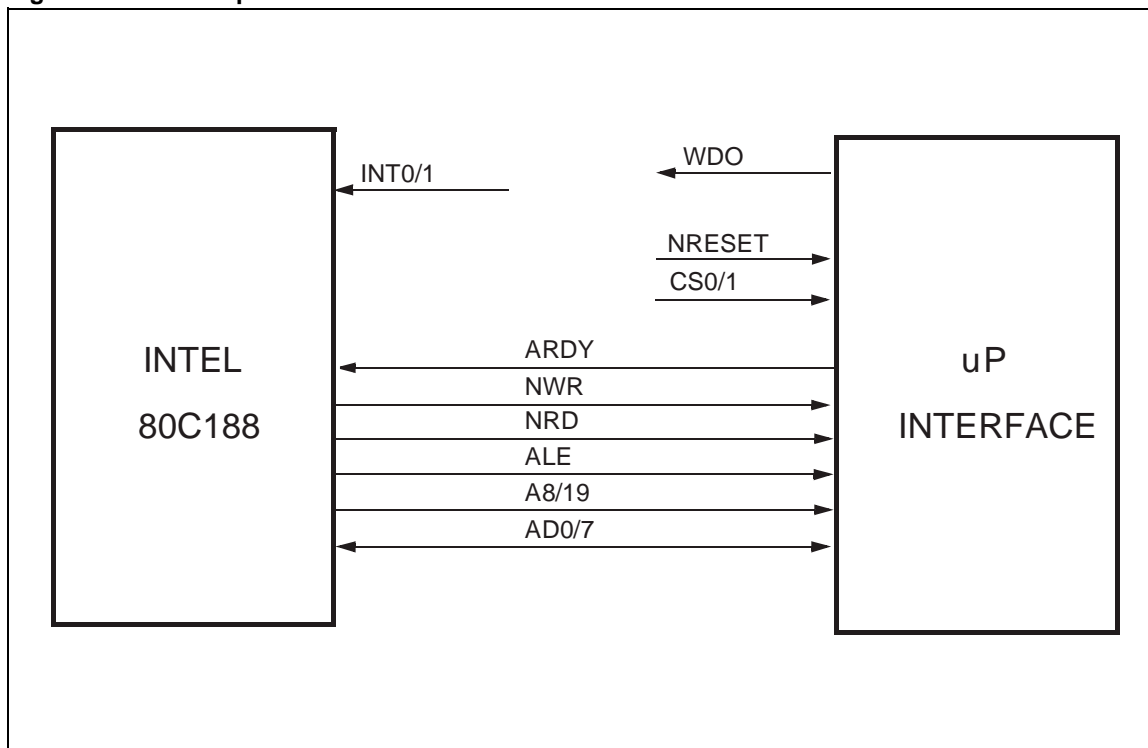 WDO
INT0/1
NRESET
CS0/1
ARDY
INTEL
80C188
uP
INTERFACE
NWR
NRD
ALE
A8/19
AD0/7